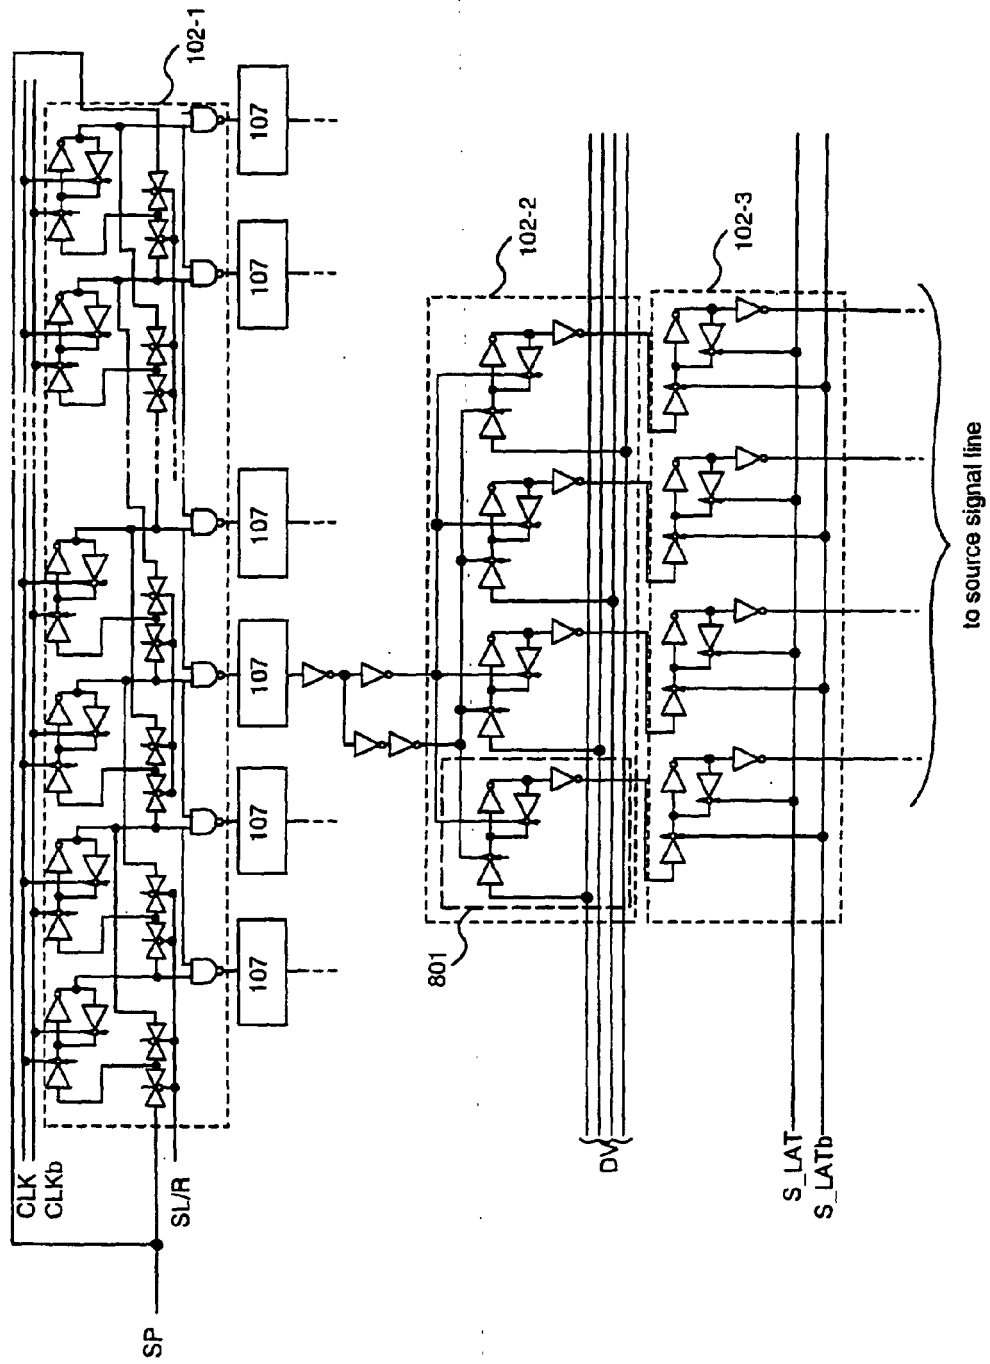 102-1
107
107
107
107
107
107
CLK
CLKb
SL/R
SP
102-2
102-3
801
DV
S_LAT
S_LATb
to source signal line